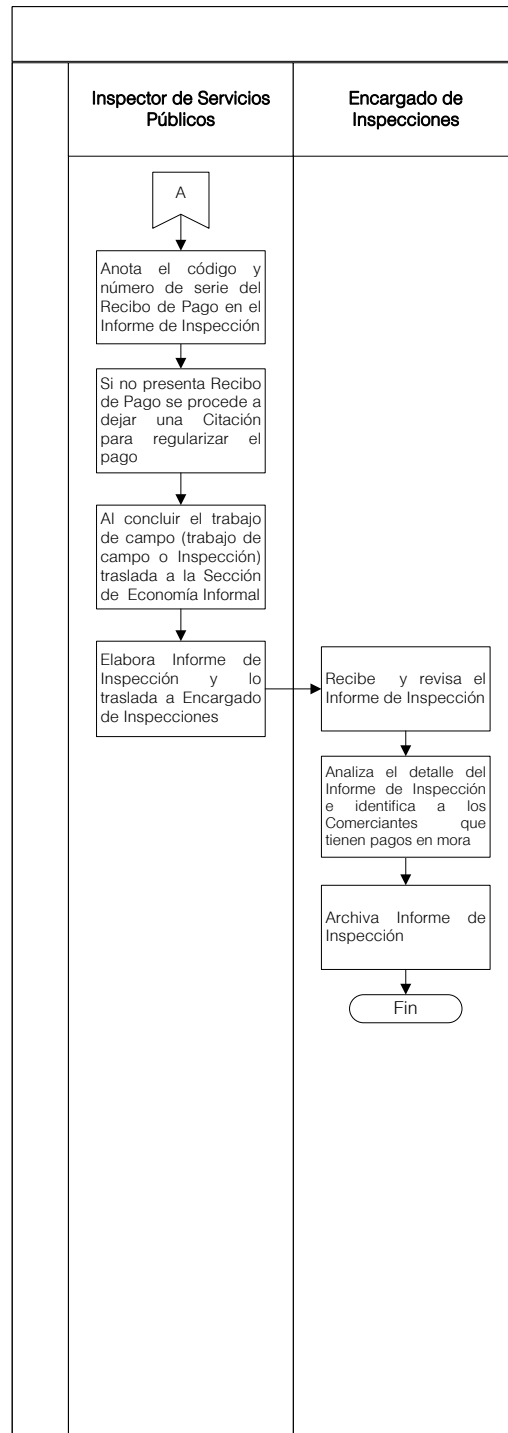 Inspector de Servicios
Públicos
Encargado de
Inspecciones
A
Anota el código y
número de serie del
Recibo de Pago en el
Informe de Inspección
Si no presenta Recibo
de Pago se procede a
dejar una Citación
para regularizar el
pago
Al concluir el trabajo
de campo (trabajo de
campo o Inspección)
traslada a la Sección
de Economía Informal
Elabora Informe de
Inspección y lo
traslada a Encargado
de Inspecciones
Recibe y revisa el
Informe de Inspección
Analiza el detalle del
Informe de Inspección
e identifica a los
Comerciantes que
tienen pagos en mora
Archiva Informe de
Inspección
Fin